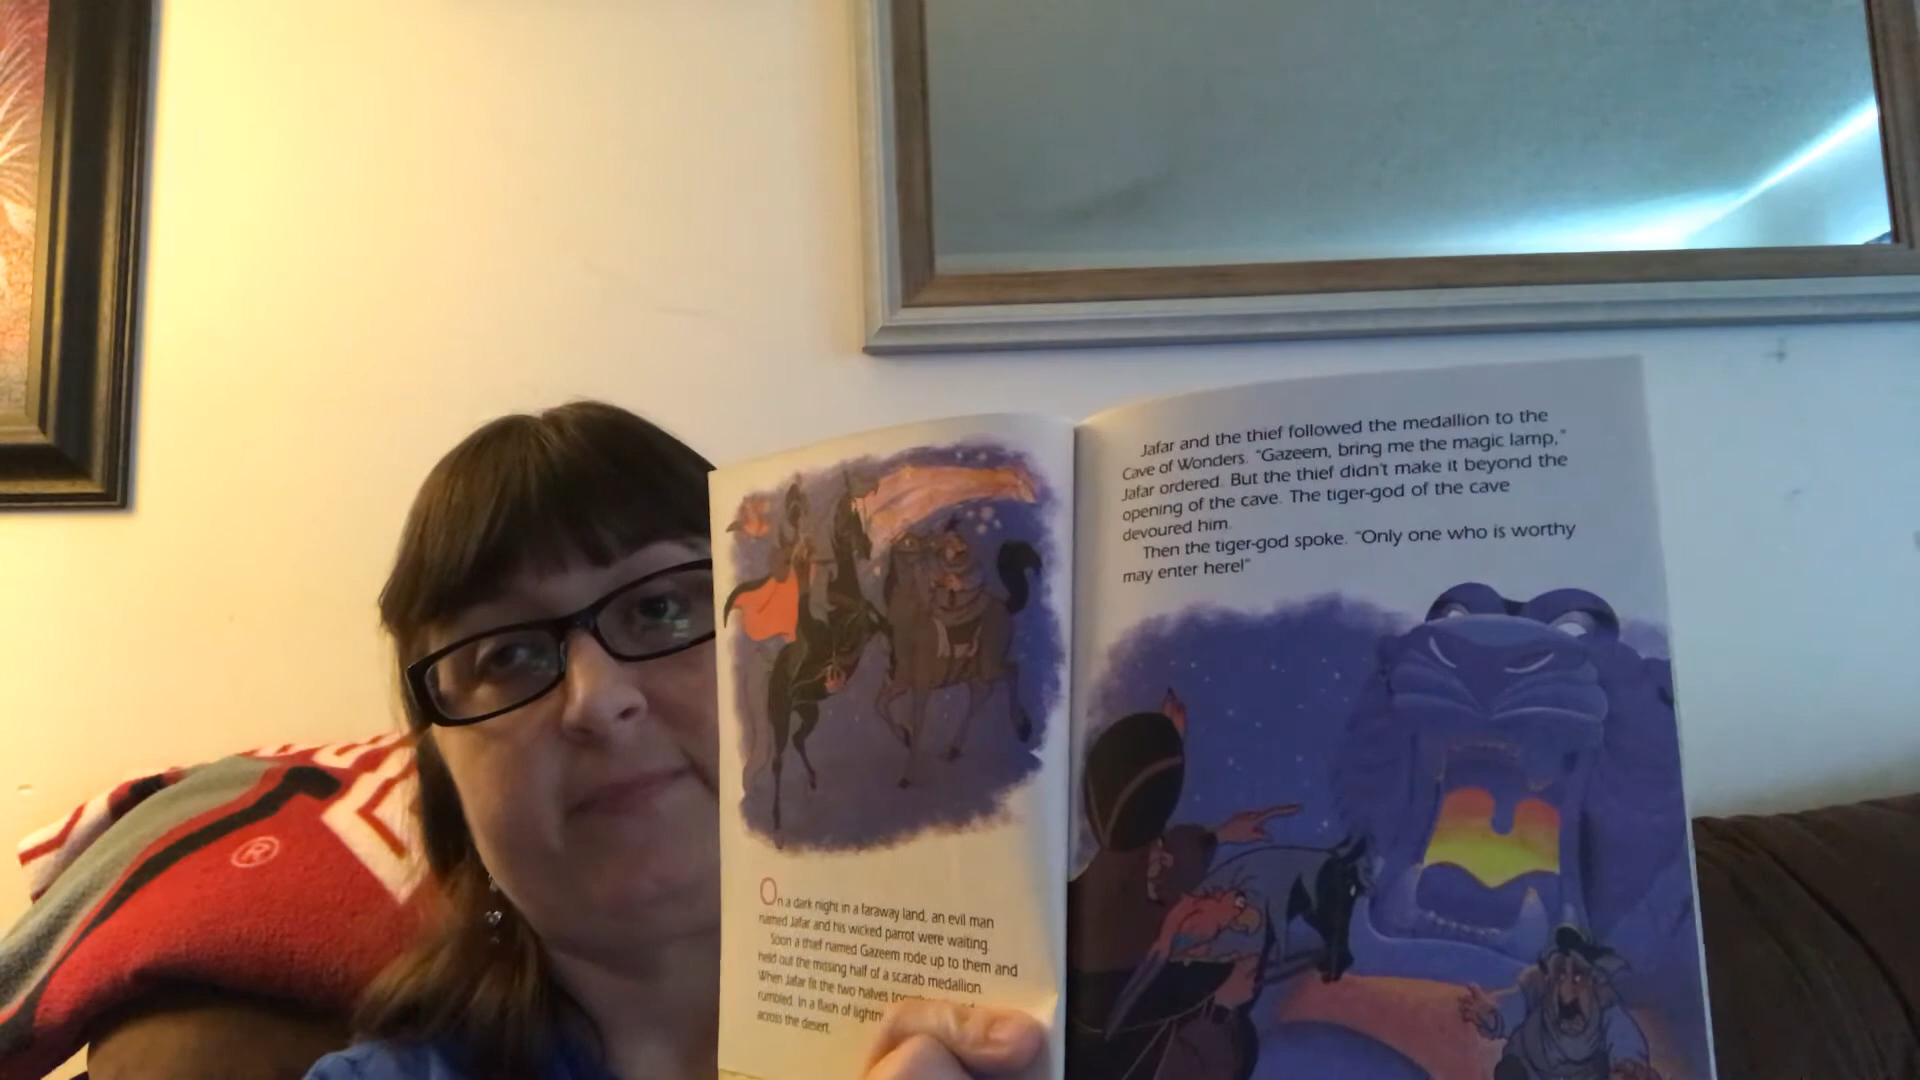 On a dark night in a faraway land, an evil man
named Jafar and his wicked parrot were waiting.
Soon a thief named Gazeem rode up to them and
held out the missing half of a scarab medallion.
When Jafar fit the two halves
rumbled. In a flash of
across the desert.
Jafar and the thief followed the medallion to the
Cave of Wonders. "Gazeem, bring me the magic lamp,"
Jafar ordered. But the thief didn't make it beyond the
opening of the cave. The tiger-god of the cave
devoured him.
Then the tiger-god spoke. "Only one who is worthy
may enter here!"
®